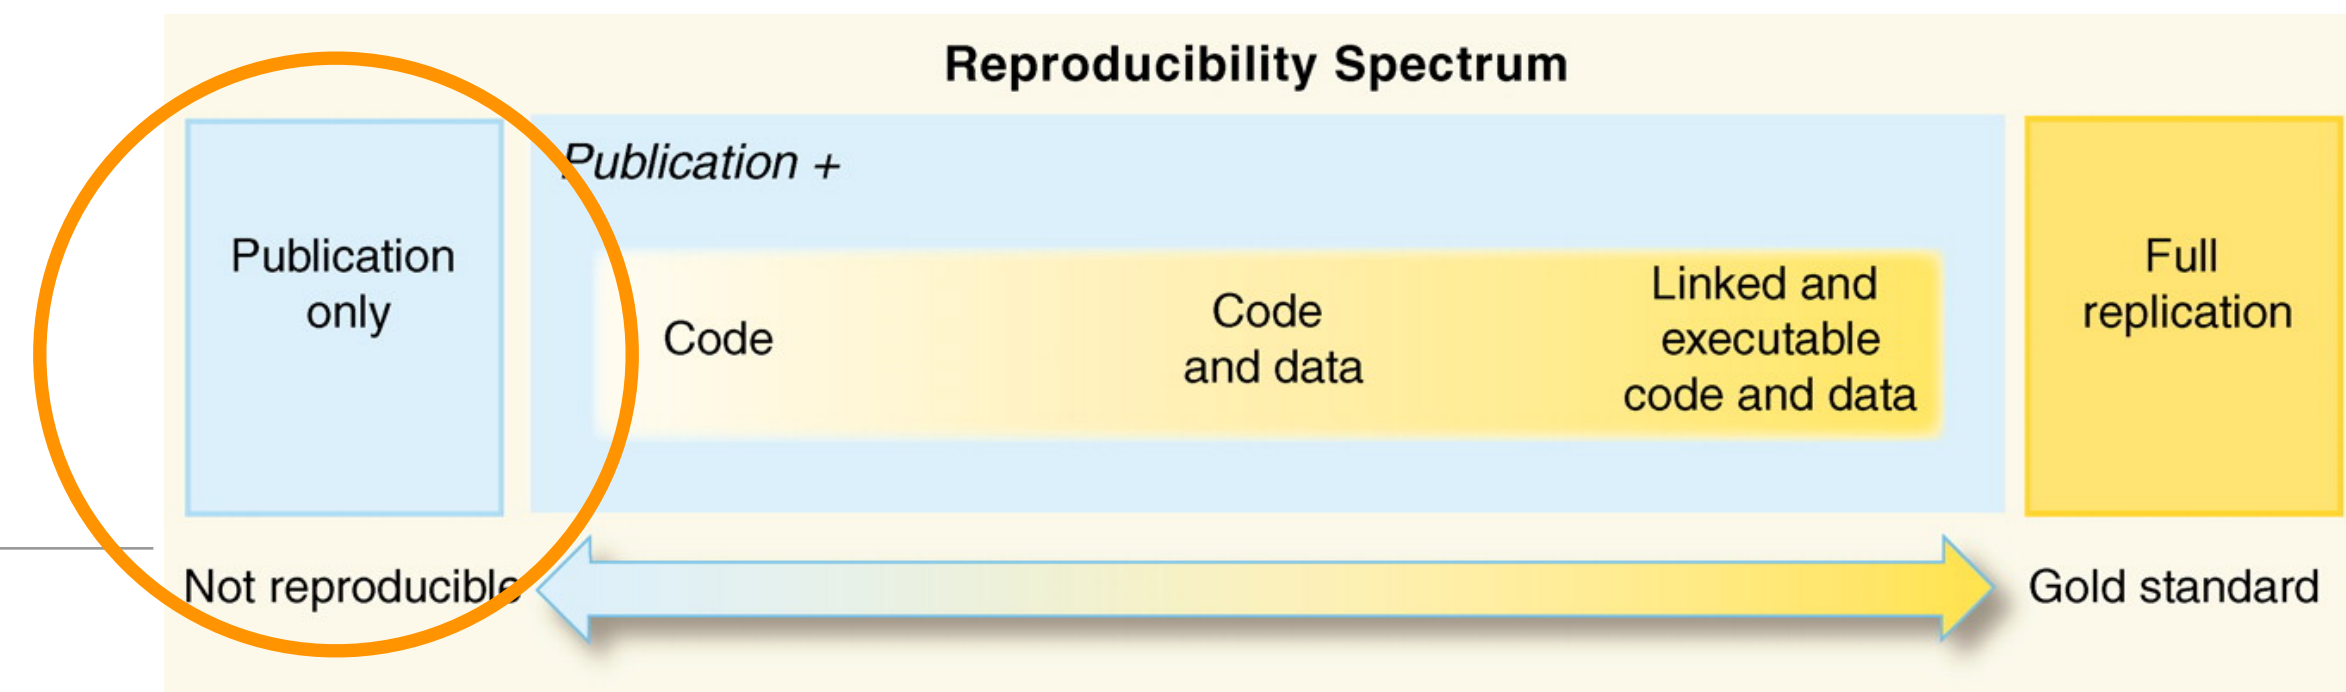 Reproducibility Spectrum
Publication
only
Publication +
Code
Code
and data
Linked and
executable
code and data
Full
replication
Not reproducible
Gold standard